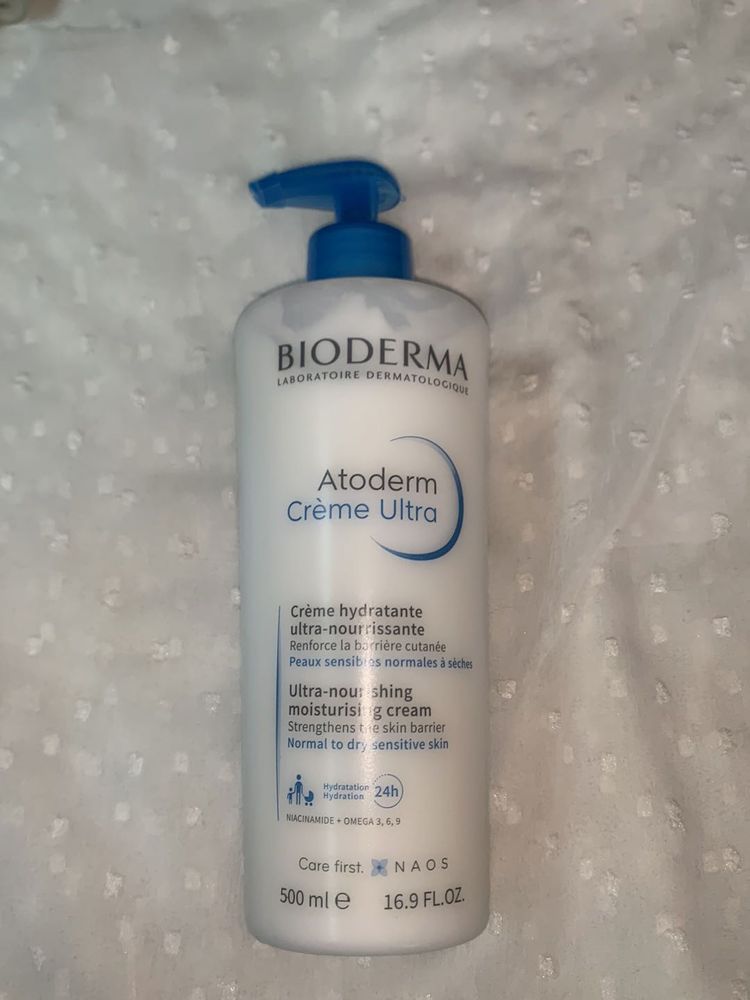 BIODERMA
LABORATOIRE DERMATOLOGIQUE
Atoderm
Crème Ultra
Crème hydratante
ultra-nourrissante
Renforce la barrière cutanée
Peaux sensibles normales à sèches
Ultra-nourishing
moisturising cream
Strengthens the skin barrier
Normal to dry sensitive skin
Hydratation
Hydration
24h
NIACINAMIDE + OMEGA 3, 6, 9
Care first. NAOS
500 ml ℮ 16.9 FL.OZ.